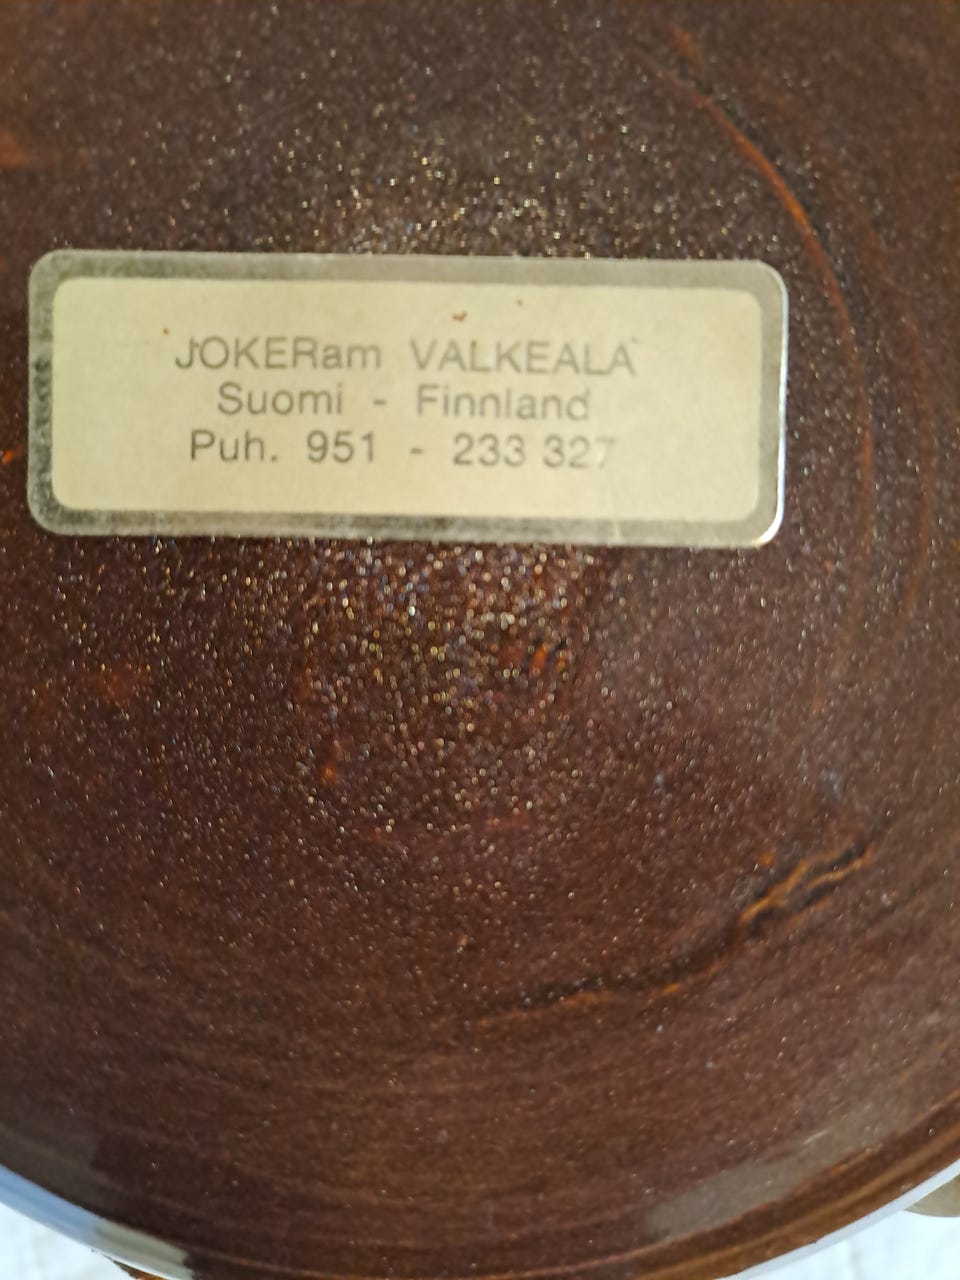 JOKERam VALKEALA
Suomi - Finnland
Puh. 951 - 233 327